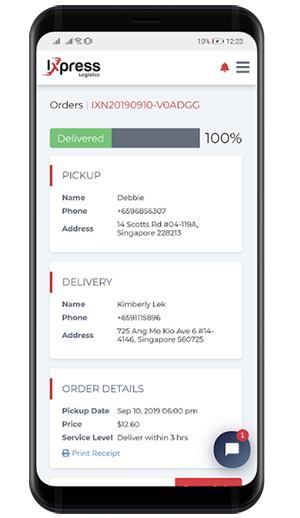 10% 12:23
IXpress
Logistics
Orders | IXN20190910-V0ADGG
Delivered 100%
PICKUP
Name Debbie
Phone +6596856307
Address 14 Scotts Rd #04-119A,
Singapore 228213
DELIVERY
Name Kimberly Lek
Phone +6591115896
Address 725 Ang Mo Kio Ave 6 #14-
4146, Singapore 560725
ORDER DETAILS
Pickup Date Sep 10, 2019 06:00 pm
Price $12.60
Service Level Deliver within 3 hrs
Print Receipt
1